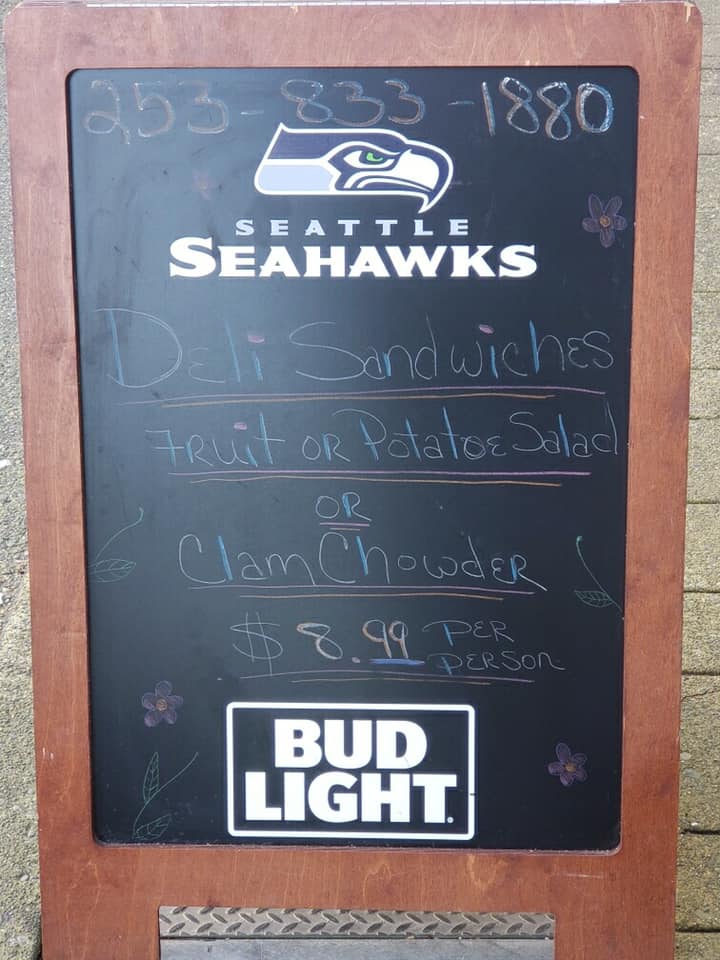 253-833-1880
SEATTLE
SEAHAWKS
Deli Sandwiches
Fruit OR Potatoe Salad
OR
Clam Chowder
$8.99 PER
PERSon
BUD
LIGHT.